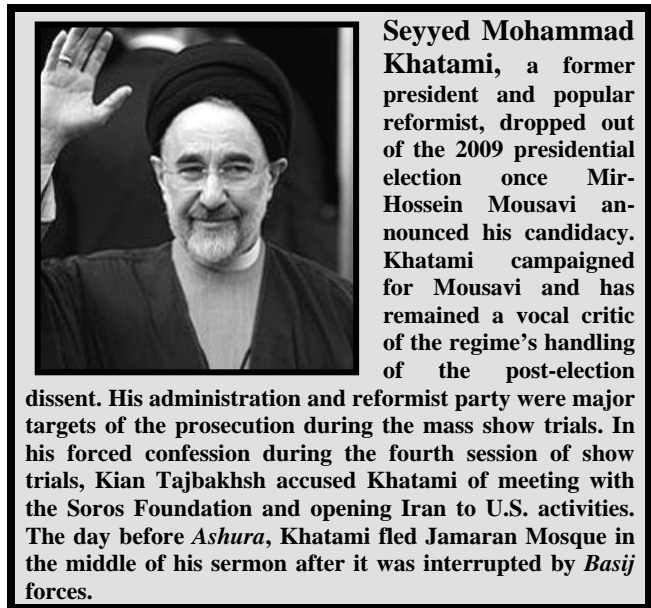 Seyyed Mohammad
Khatami, a former
president and popular
reformist, dropped out
of the 2009 presidential
election once Mir-
Hossein Mousavi an-
nounced his candidacy.
Khatami campaigned
for Mousavi and has
remained a vocal critic
of the regime's handling
of the post-election
dissent. His administration and reformist party were major
targets of the prosecution during the mass show trials. In
his forced confession during the fourth session of show
trials, Kian Tajbakhsh accused Khatami of meeting with
the Soros Foundation and opening Iran to U.S. activities.
The day before Ashura, Khatami fled Jamaran Mosque in
the middle of his sermon after it was interrupted by Basij
forces.